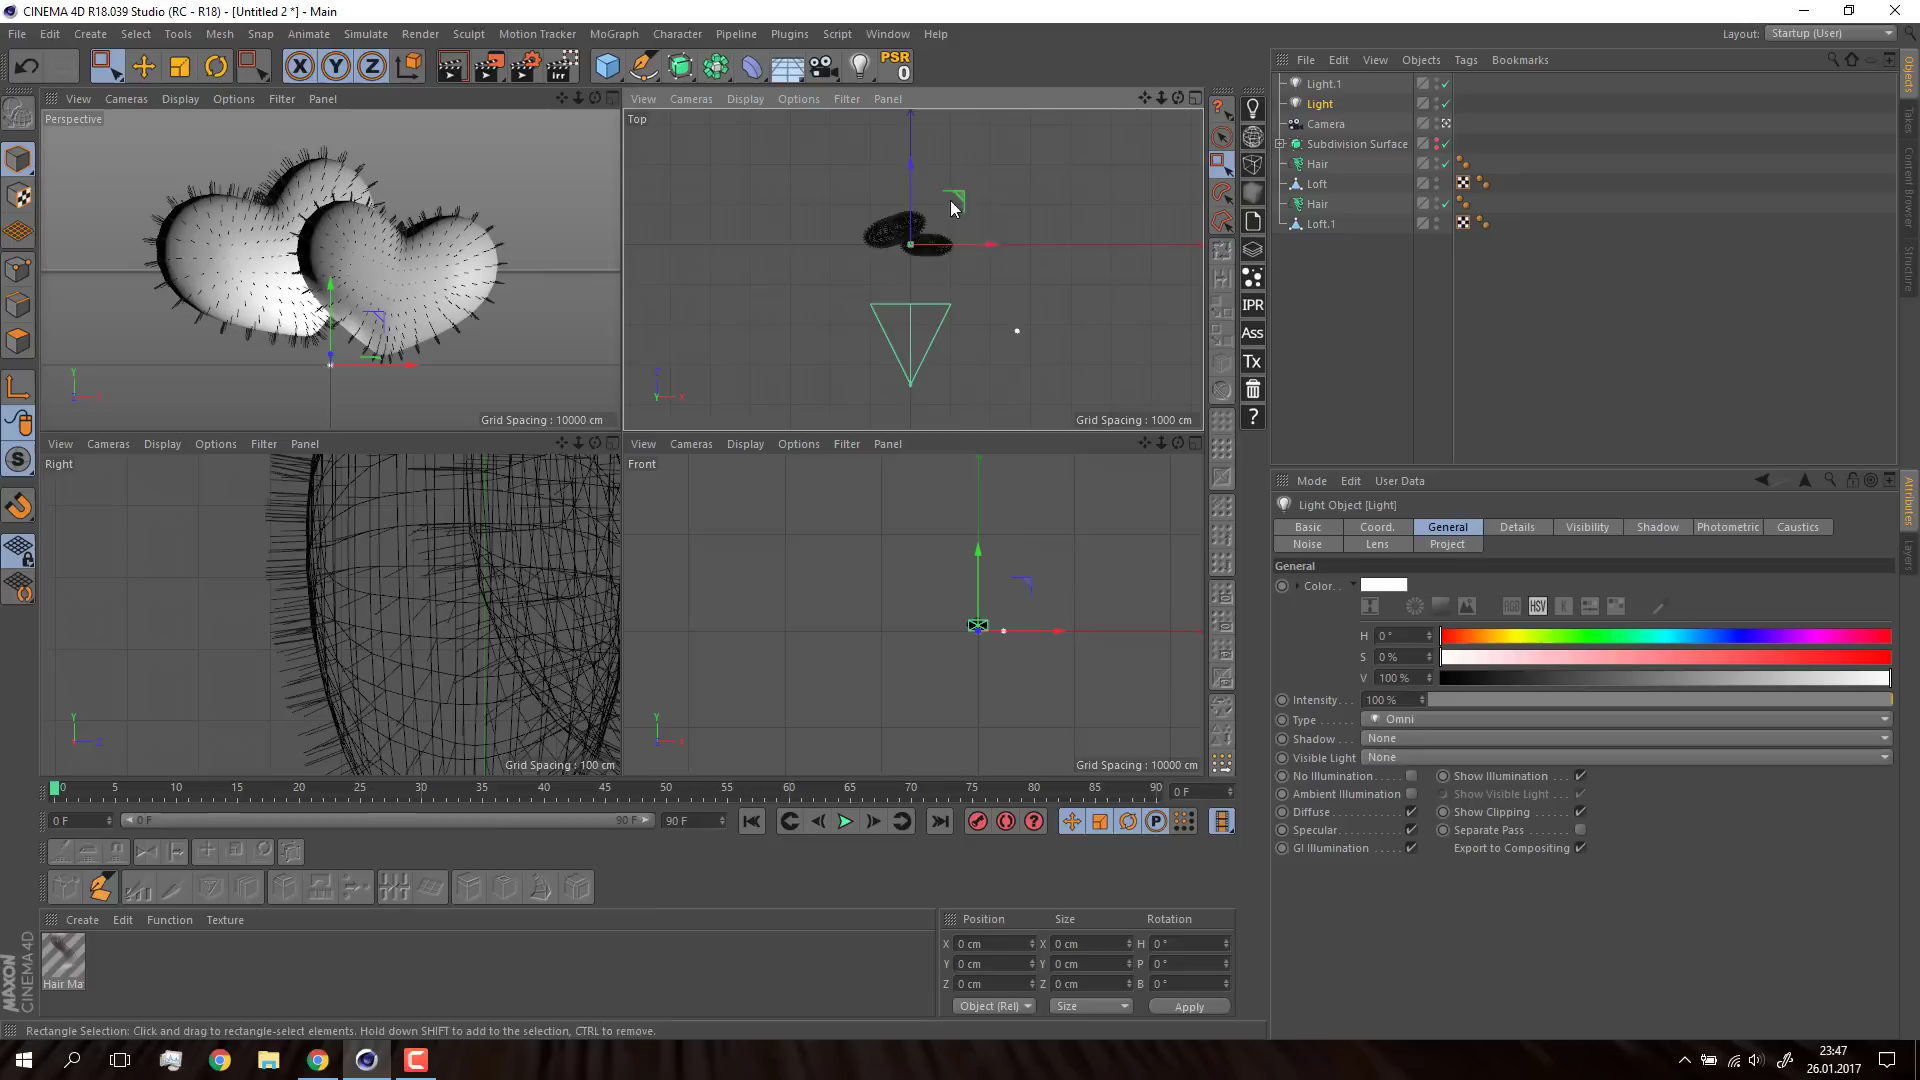 CINEMA 4D R18.039 Studio (RC - R18) - [Untitled 2 *] - Main
File Edit Create Select Tools Mesh Snap Animate Simulate Render Sculpt Motion Tracker MoGraph Character Pipeline Plugins Script Window Help
Layout: Startup (User)
X Y Z
PSR
0
File Edit View Objects Tags Bookmarks
View Cameras Display Options Filter Panel
View Cameras Display Options Filter Panel
Perspective
Top
Light.1
Light
Camera
Subdivision Surface
Hair
Loft
Hair
Loft.1
Objects
Takes
Content Browser
Structure
IPR
Ass
Tx
?
Grid Spacing : 10000 cm
Grid Spacing : 1000 cm
View Cameras Display Options Filter Panel
View Cameras Display Options Filter Panel
Right
Front
Grid Spacing : 100 cm
Grid Spacing : 10000 cm
Mode Edit User Data
Light Object [Light]
Basic Coord. General Details Visibility Shadow Photometric Caustics
Noise Lens Project
Attributes
Layers
General
Color. .
RGB HSV K
H 0 °
S 0 %
V 100 %
Intensity. . 100 %
Type . . . . . . Omni
Shadow . . . None
Visible Light None
No Illumination. . . . . Show Illumination . . .
Ambient Illumination Show Visible Light . . .
Diffuse . . . . . . . . . . . Show Clipping . . . . . .
Specular. . . . . . . . . . Separate Pass . . . . . .
GI Illumination . . . . Export to Compositing
0 5 10 15 20 25 30 35 40 45 50 55 60 65 70 75 80 85 90 0 F
0 F 0 F 90 F 90 F
Create Edit Function Texture
Hair Ma
MAXON
CINEMA 4D
Position Size Rotation
X 0 cm X 0 cm H 0 °
Y 0 cm Y 0 cm P 0 °
Z 0 cm Z 0 cm B 0 °
Object (Rel) Size Apply
Rectangle Selection: Click and drag to rectangle-select elements. Hold down SHIFT to add to the selection, CTRL to remove.
23:47
26.01.2017